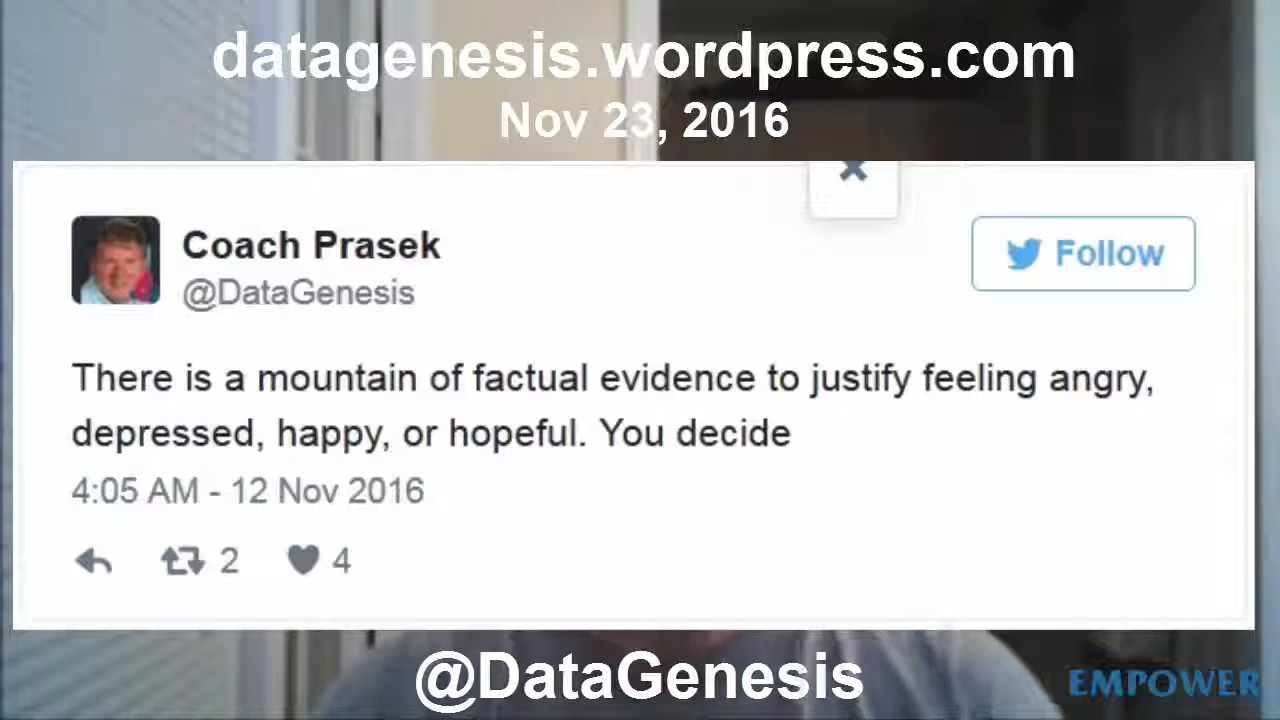 datagenesis.wordpress.com
Nov 23, 2016
Coach Prasek
@DataGenesis
Follow
There is a mountain of factual evidence to justify feeling angry,
depressed, happy, or hopeful. You decide
4:05 AM - 12 Nov 2016
2 4
@DataGenesis
EMPOWER